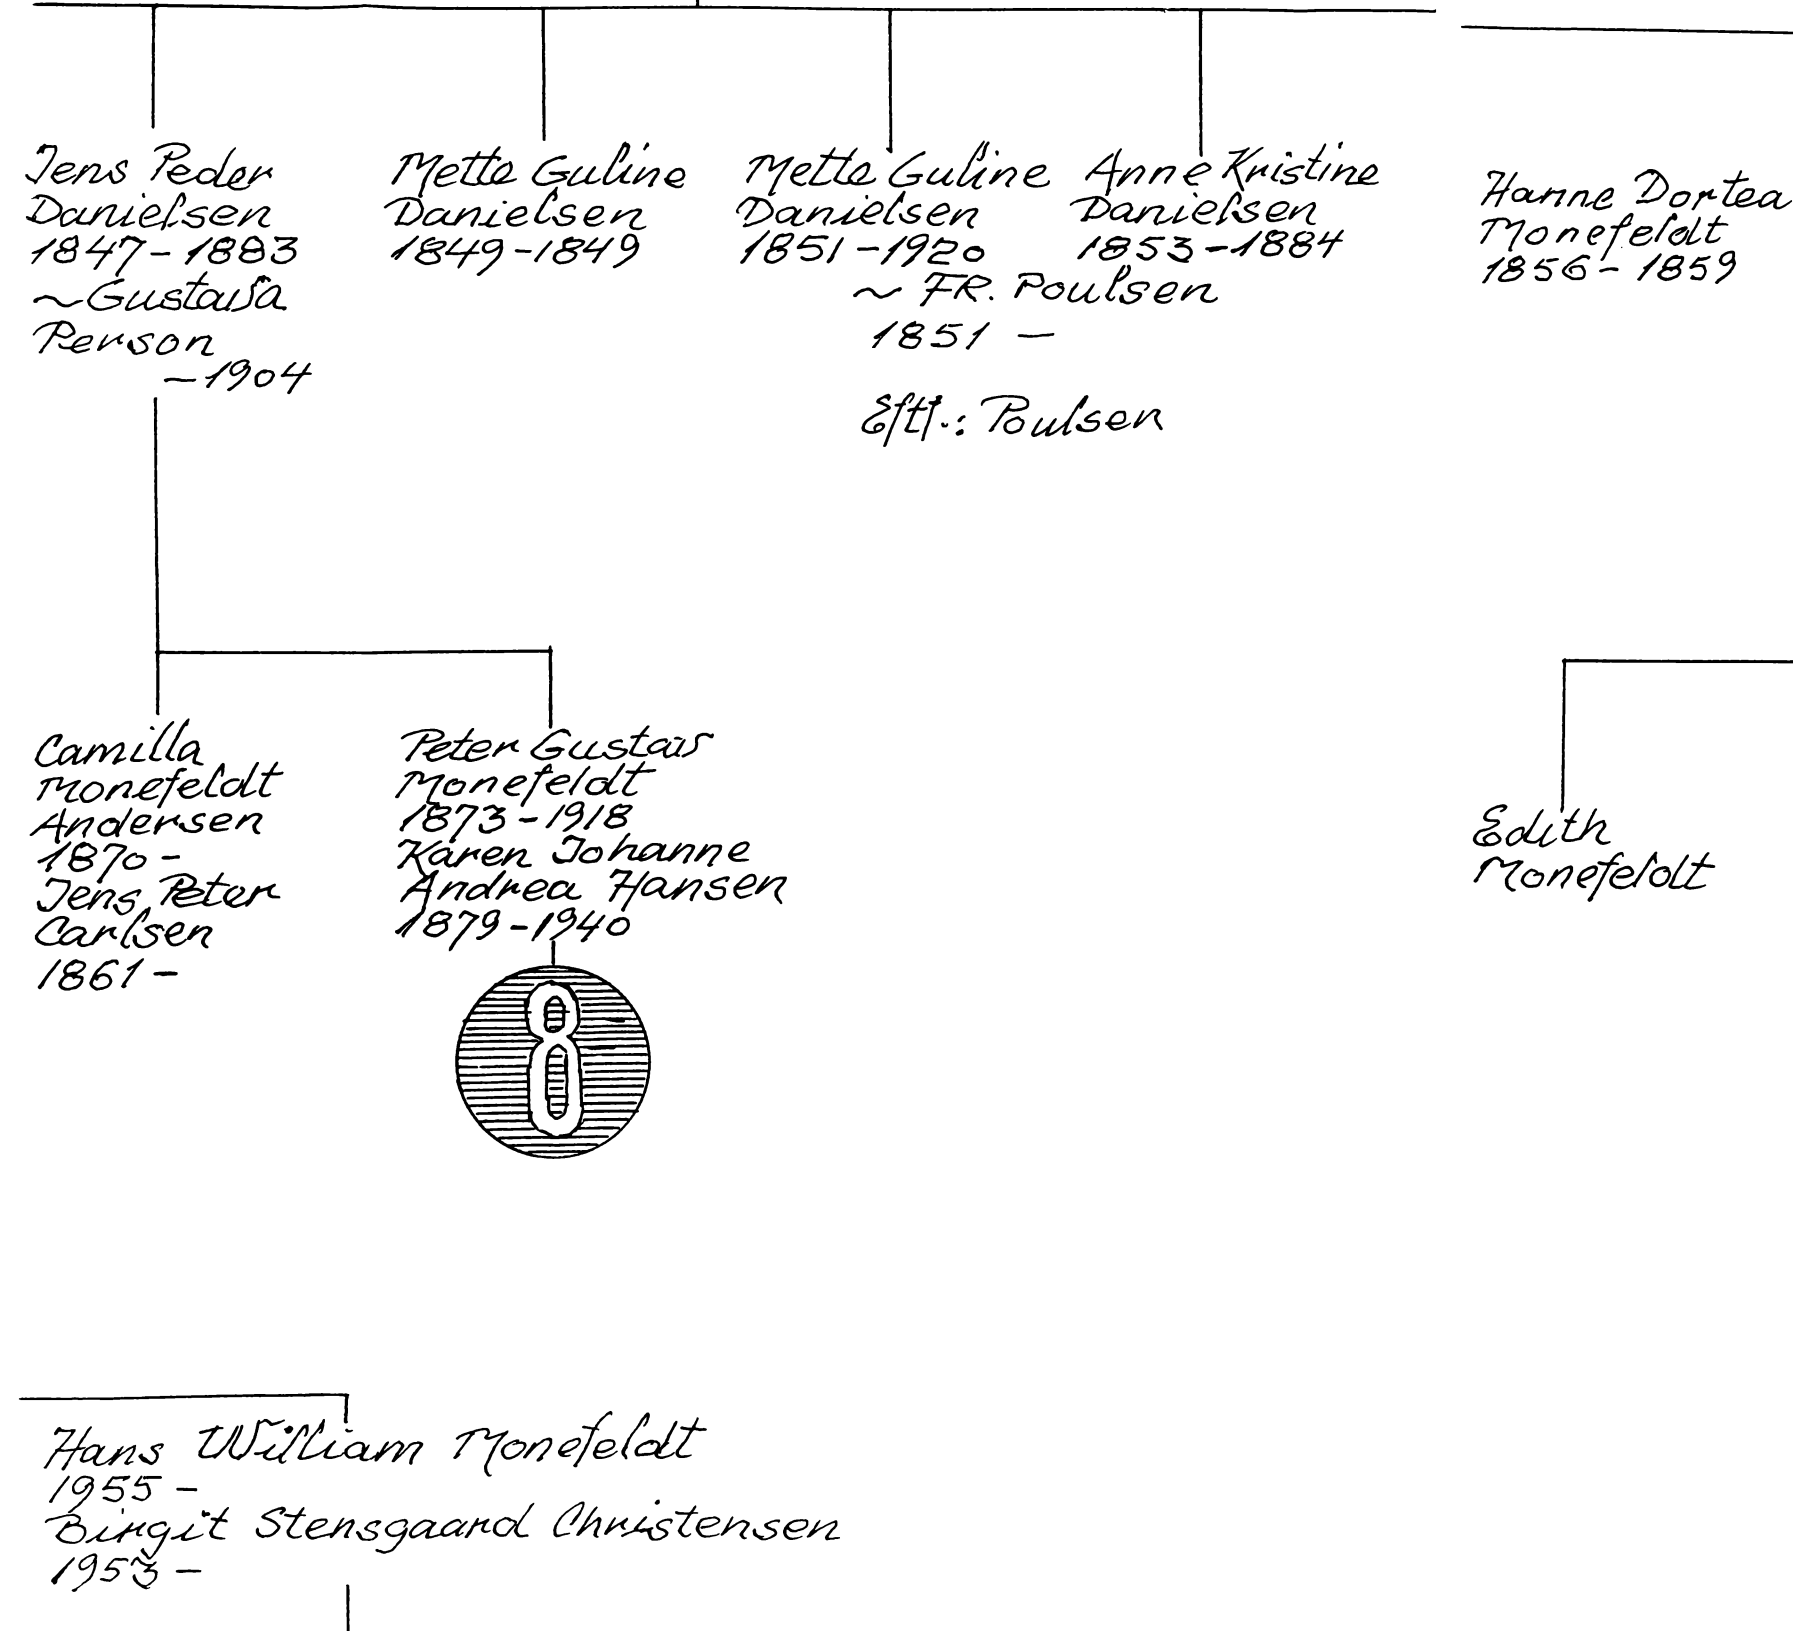 Jens Peder
Danielsen
1847-1883
~Gustava
Person
-1904
Mette Guline
Danielsen
1849-1849
Mette Guline
Danielsen
1851-1920
~ FR. Poulsen
1851 -
Eftf.: Poulsen
Anne Kristine
Danielsen
1853-1884
Hanne Dortea
Monefeldt
1856-1859
Camilla
Monefeldt
Andersen
1870-
Jens Peter
Carlsen
1861-
Peter Gustav
Monefeldt
1873-1918
Karen Johanne
Andrea Hansen
1879-1940
8
Edith
Monefeldt
Hans William Monefeldt
1955 -
Birgit Stensgaard Christensen
1953 -